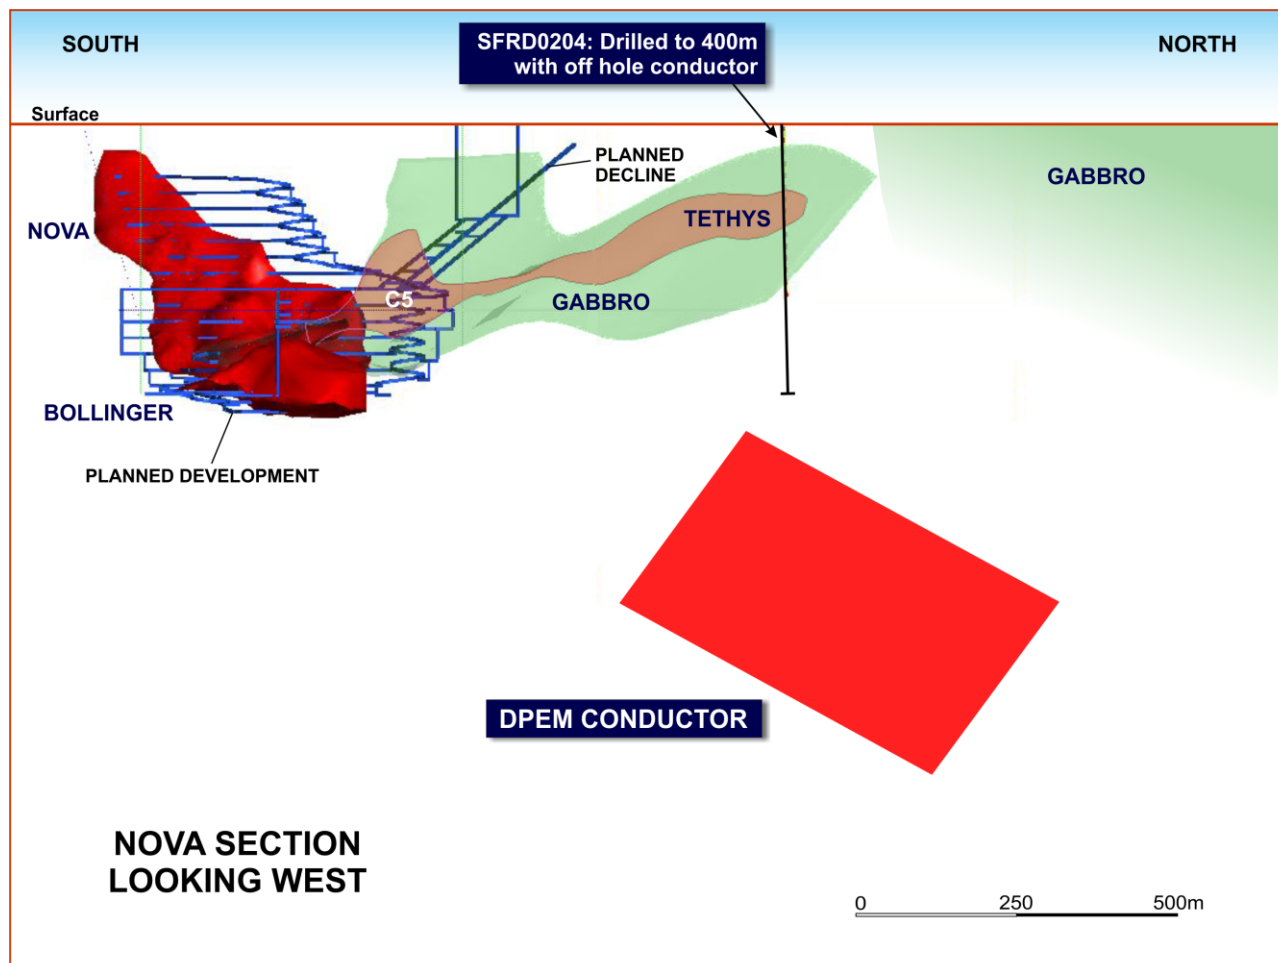 SOUTH
SFRD0204: Drilled to 400m
with off hole conductor
NORTH
Surface
PLANNED
DECLINE
GABBRO
NOVA
TETHYS
C5
GABBRO
BOLLINGER
PLANNED DEVELOPMENT
DPEM CONDUCTOR
NOVA SECTION
LOOKING WEST
0 250 500m